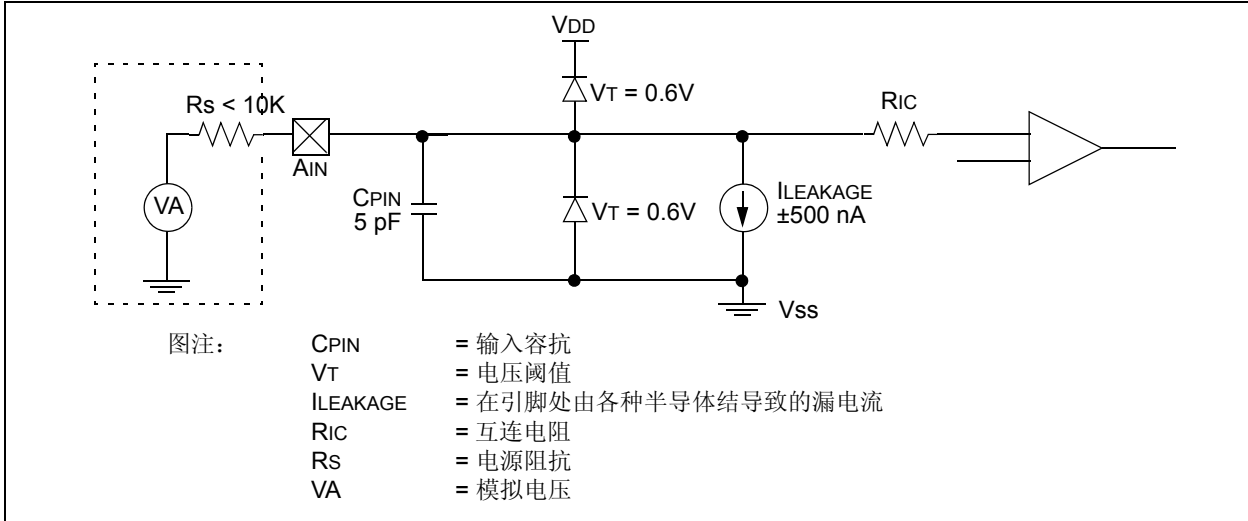 VDD
VT = 0.6V
Rs < 10K
RIC
AIN
VA
CPIN
5 pF
VT = 0.6V
ILEAKAGE
±500 nA
Vss
图注:
CPIN = 输入容抗
VT = 电压阈值
ILEAKAGE = 在引脚处由各种半导体结导致的漏电流
RIC = 互连电阻
RS = 电源阻抗
VA = 模拟电压